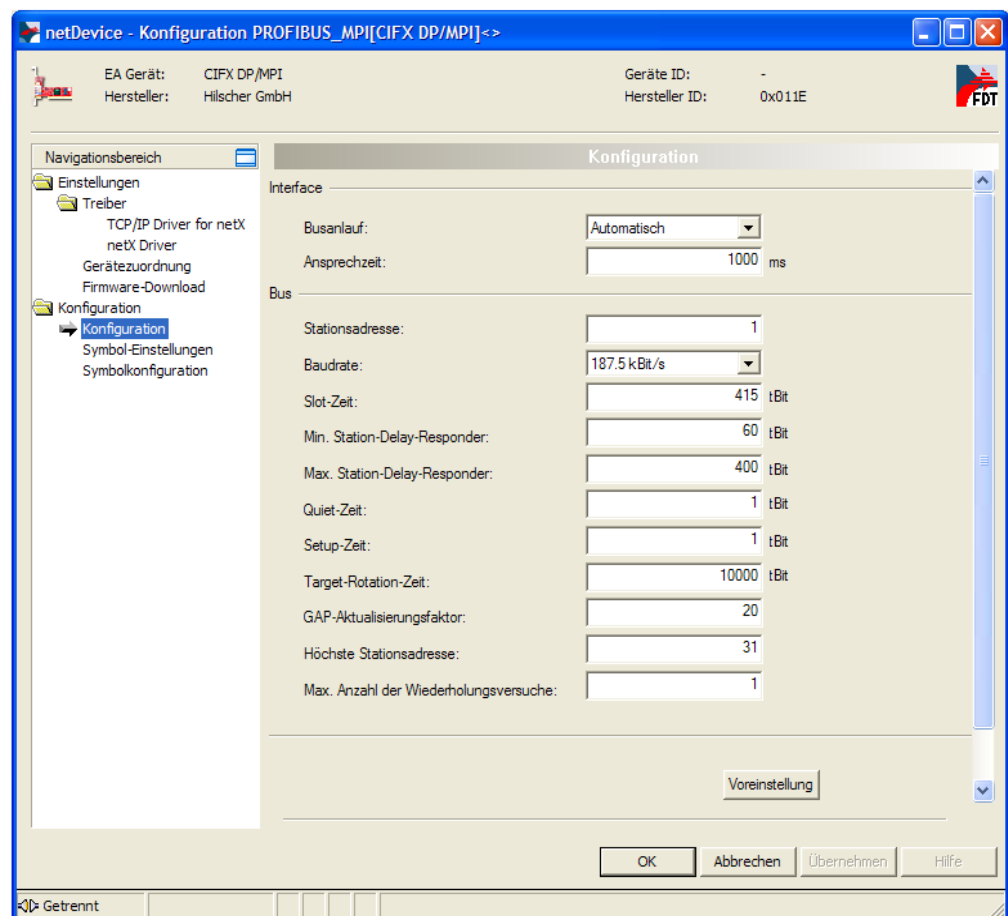 netDevice - Konfiguration PROFIBUS_MPI[CIFX DP/MPI]<>
EA Gerät: CIFX DP/MPI Geräte ID: -
Hersteller: Hilscher GmbH Hersteller ID: 0x011E
FDT
Navigationsbereich
Einstellungen
Treiber
TCP/IP Driver for netX
netX Driver
Gerätezuordnung
Firmware-Download
Konfiguration
Konfiguration
Symbol-Einstellungen
Symbolkonfiguration
Konfiguration
Interface
Busanlauf: Automatisch
Ansprechzeit: 1000 ms
Bus
Stationsadresse: 1
Baudrate: 187.5 kBit/s
Slot-Zeit: 415 tBit
Min. Station-Delay-Responder: 60 tBit
Max. Station-Delay-Responder: 400 tBit
Quiet-Zeit: 1 tBit
Setup-Zeit: 1 tBit
Target-Rotation-Zeit: 10000 tBit
GAP-Aktualisierungsfaktor: 20
Höchste Stationsadresse: 31
Max. Anzahl der Wiederholungsversuche: 1
Voreinstellung
OK Abbrechen Übernehmen Hilfe
Getrennt